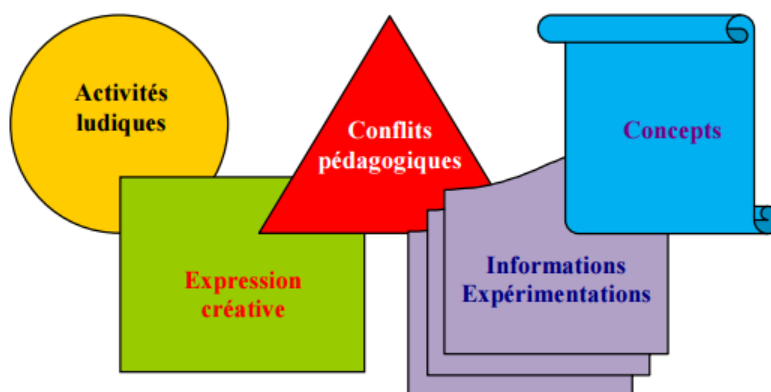 Activités
ludiques
Conflits
pédagogiques
Concepts
Expression
créative
Informations
Expérimentations